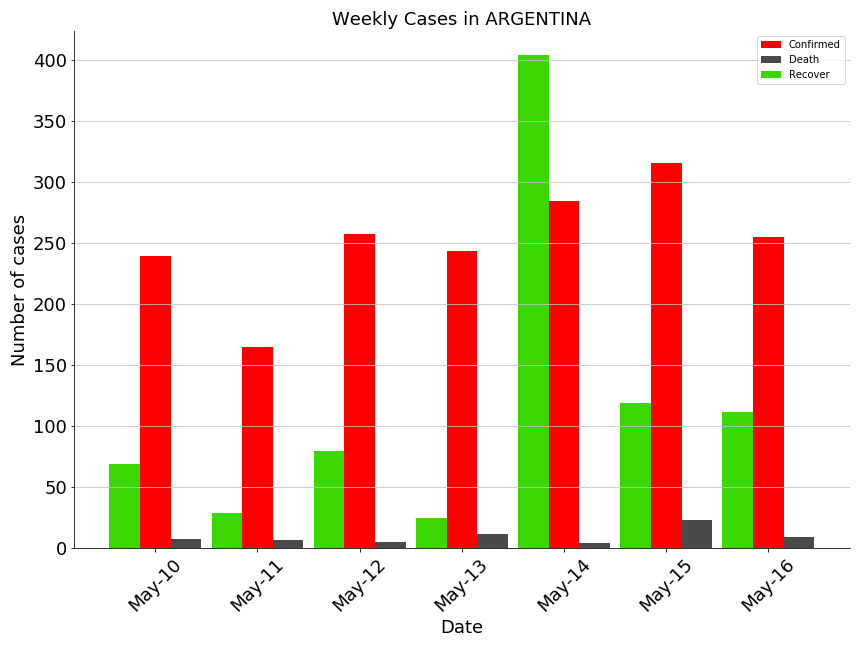 Weekly Cases in ARGENTINA
Confirmed
Death
Recover
Number of cases
400
350
300
250
200
150
100
50
0
May-10
May-11
May-12
May-13
May-14
May-15
May-16
Date